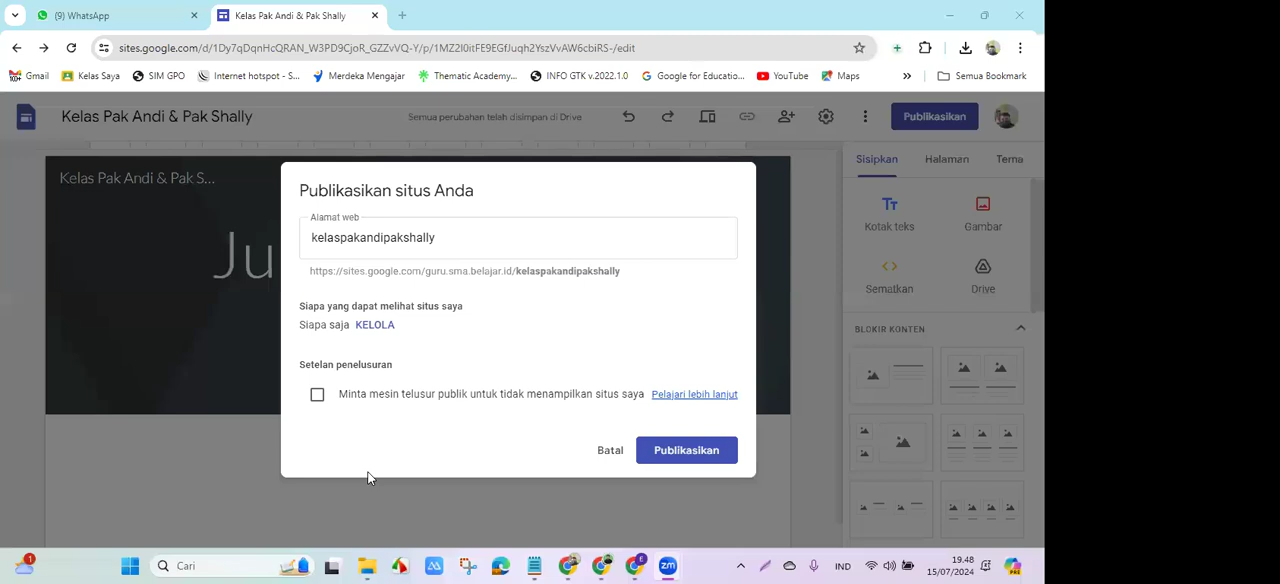 (9) WhatsApp
Kelas Pak Andi & Pak Shally
sites.google.com/d/1Dy7qDqnHcQRAN_W3PD9CjoR_GZZvVQ-Y/p/1MZ2I0itFE9EGfJuqh2YszVvAW6cbiRS-/edit
Gmail
Kelas Saya
SIM GPO
Internet hotspot - S...
Merdeka Mengajar
Thematic Academy...
INFO GTK v.2022.1.0
Google for Educatio...
YouTube
Maps
Semua Bookmark
Kelas Pak Andi & Pak Shally
Semua perubahan telah disimpan di Drive
Publikasikan
Sisipkan
Halaman
Tema
Kelas Pak Andi & Pak S...
Ju
Publikasikan situs Anda
Alamat web
kelaspakandipakshally
https://sites.google.com/guru.sma.belajar.id/kelaspakandipakshally
Siapa yang dapat melihat situs saya
Siapa saja KELOLA
Setelan penelusuran
Minta mesin telusur publik untuk tidak menampilkan situs saya Pelajari lebih lanjut
Batal
Publikasikan
Tт
Kotak teks
Gambar
Sematkan
Drive
BLOKIR KONTEN
1
Cari
zm
IND
19.48
15/07/2024